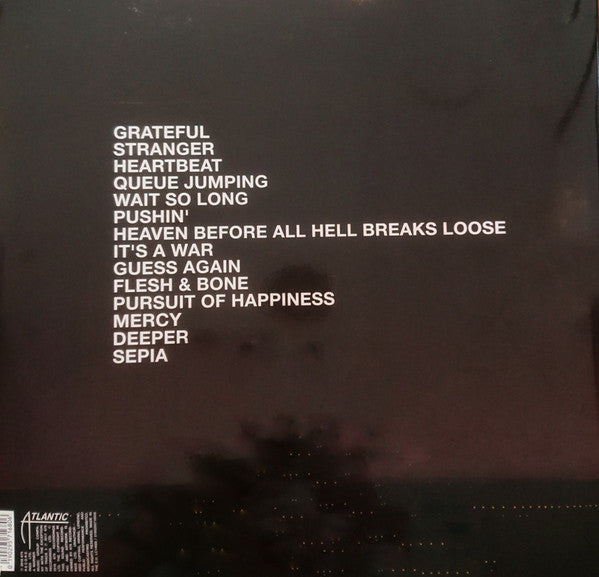 GRATEFUL
STRANGER
HEARTBEAT
QUEUE JUMPING
WAIT SO LONG
PUSHIN'
HEAVEN BEFORE ALL HELL BREAKS LOOSE
IT'S A WAR
GUESS AGAIN
FLESH & BONE
PURSUIT OF HAPPINESS
MERCY
DEEPER
SEPIA
ATLANTIC